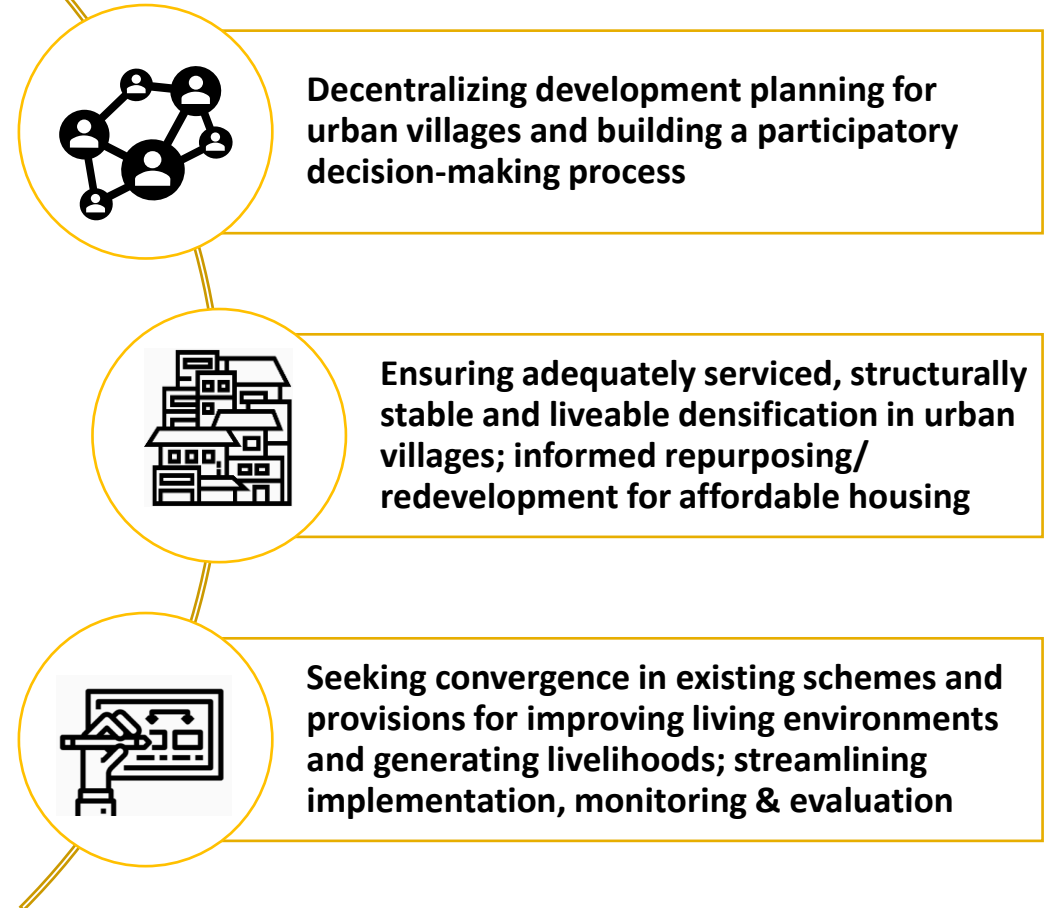 Decentralizing development planning for
urban villages and building a participatory
decision-making process
Ensuring adequately serviced, structurally
stable and liveable densification in urban
villages; informed repurposing/
redevelopment for affordable housing
Seeking convergence in existing schemes and
provisions for improving living environments
and generating livelihoods; streamlining
implementation, monitoring & evaluation